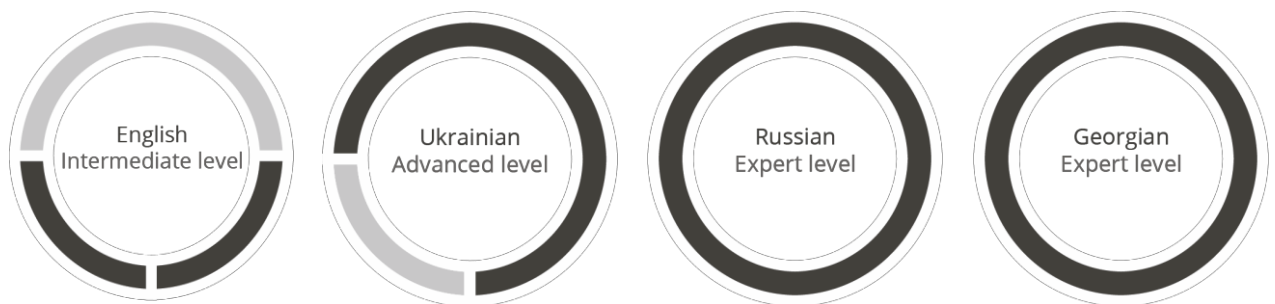 English
Intermediate level
Ukrainian
Advanced level
Russian
Expert level
Georgian
Expert level